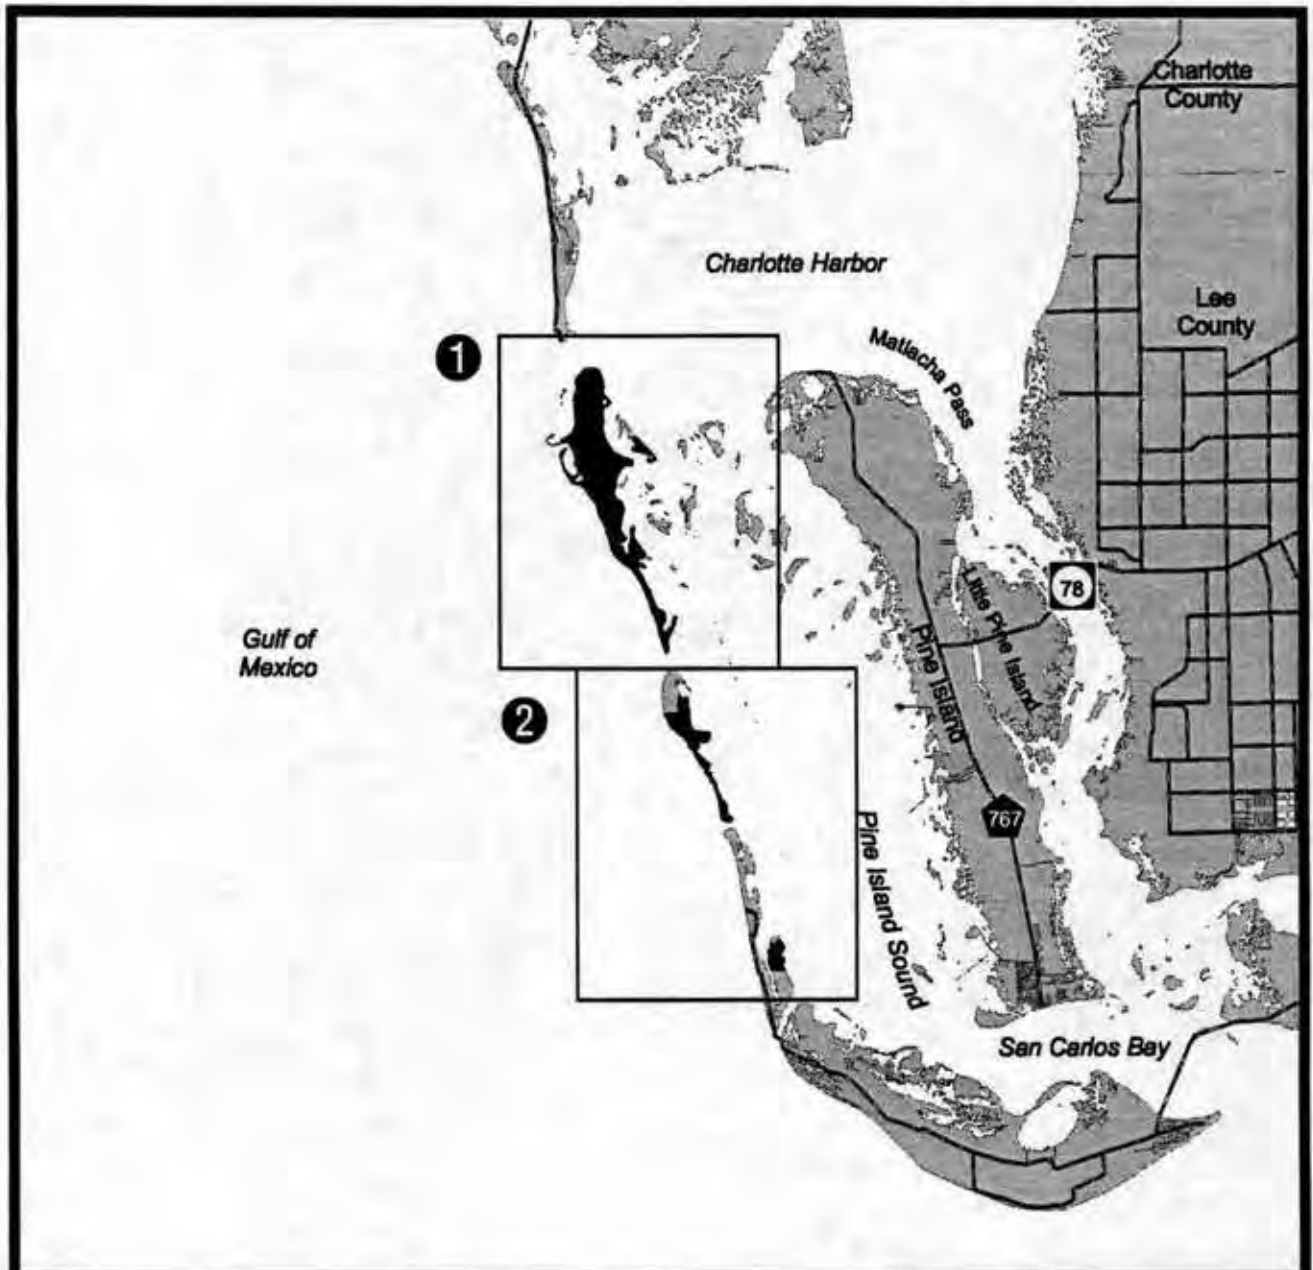 Charlotte
County
Charlotte Harbor
Lee
County
1
Matlacha Pass
78
Little Pine Island
Gulf of
Mexico
Pine Island
2
767
Pine Island Sound
San Carlos Bay